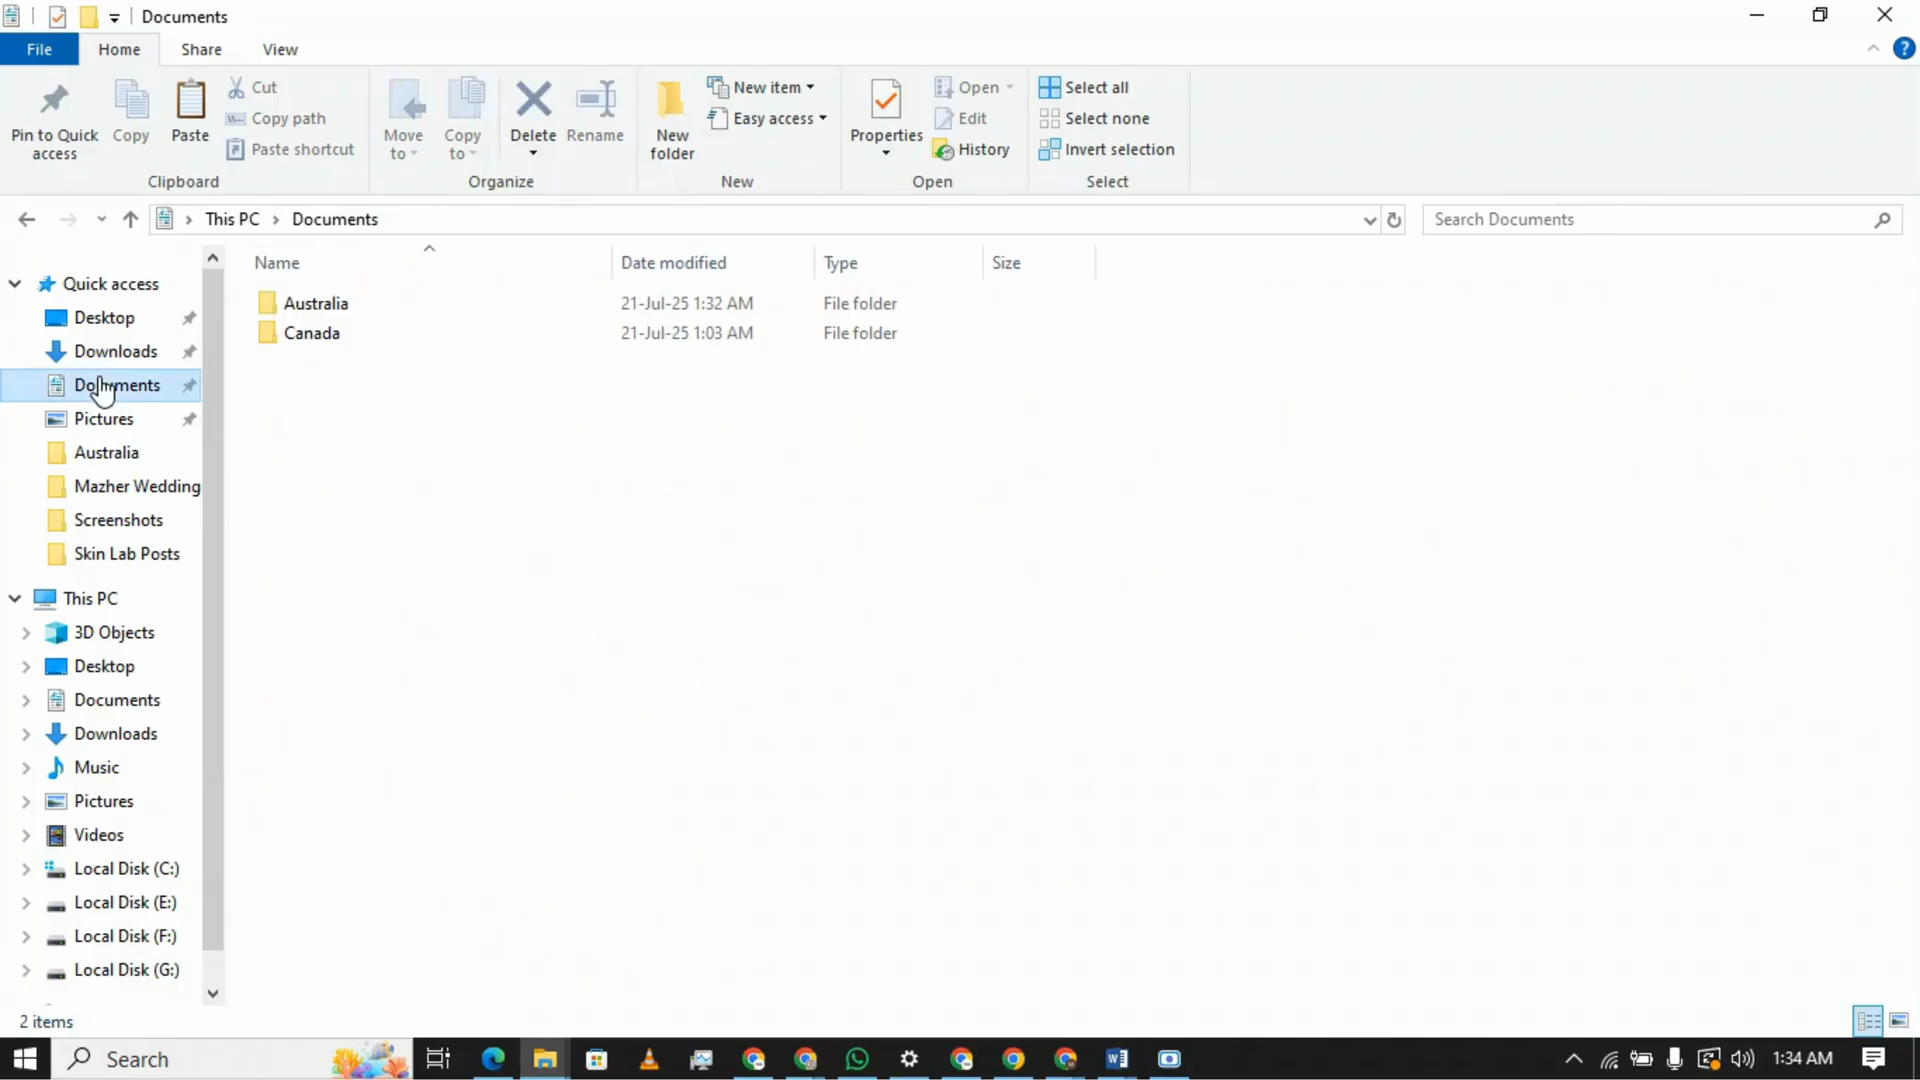 Documents
File Home Share View
Pin to Quick access
Copy
Paste
Cut
Copy path
Paste shortcut
Clipboard
Move to
Copy to
Delete
Rename
Organize
New folder
New item
Easy access
New
Properties
Open
Edit
History
Open
Select all
Select none
Invert selection
Select
This PC > Documents
Search Documents
Name Date modified Type Size
Australia 21-Jul-25 1:32 AM File folder
Canada 21-Jul-25 1:03 AM File folder
Quick access
Desktop
Downloads
Documents
Pictures
Australia
Mazher Wedding
Screenshots
Skin Lab Posts
This PC
3D Objects
Desktop
Documents
Downloads
Music
Pictures
Videos
Local Disk (C:)
Local Disk (E:)
Local Disk (F:)
Local Disk (G:)
2 items
Search
1:34 AM